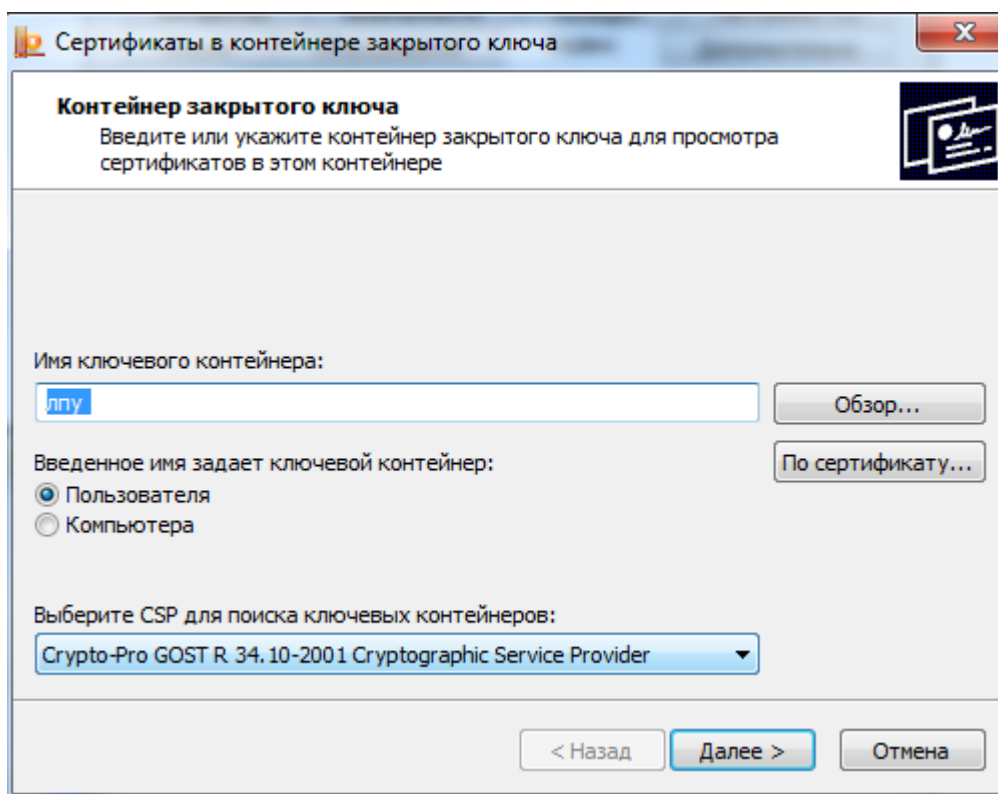 Сертификаты в контейнере закрытого ключа
Контейнер закрытого ключа
Введите или укажите контейнер закрытого ключа для просмотра
сертификатов в этом контейнере
Имя ключевого контейнера:
лпу
Обзор...
Введенное имя задает ключевой контейнер:
По сертификату...
Пользователя
Компьютера
Выберите CSP для поиска ключевых контейнеров:
Crypto-Pro GOST R 34.10-2001 Cryptographic Service Provider
< Назад
Далее >
Отмена